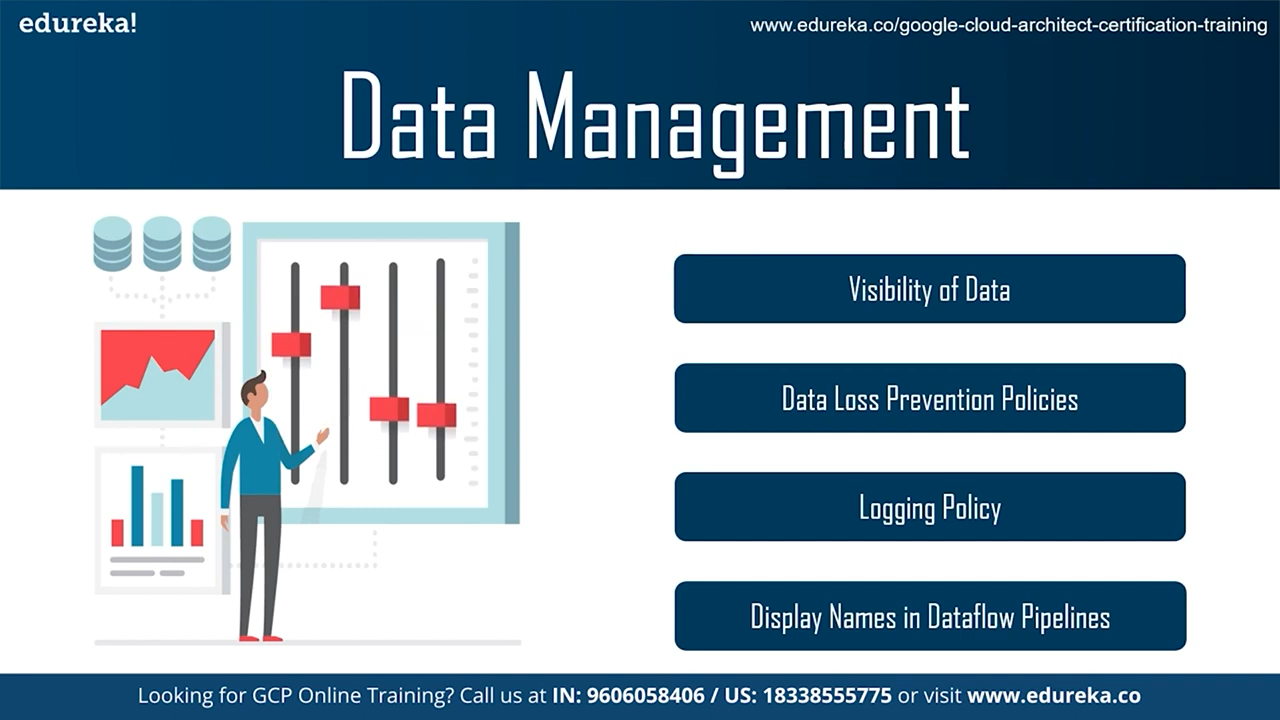 edureka!
www.edureka.co/google-cloud-architect-certification-training
Data Management
Visibility of Data
Data Loss Prevention Policies
Logging Policy
Display Names in Dataflow Pipelines
Looking for GCP Online Training? Call us at IN: 9606058406 / US: 18338555775 or visit www.edureka.co